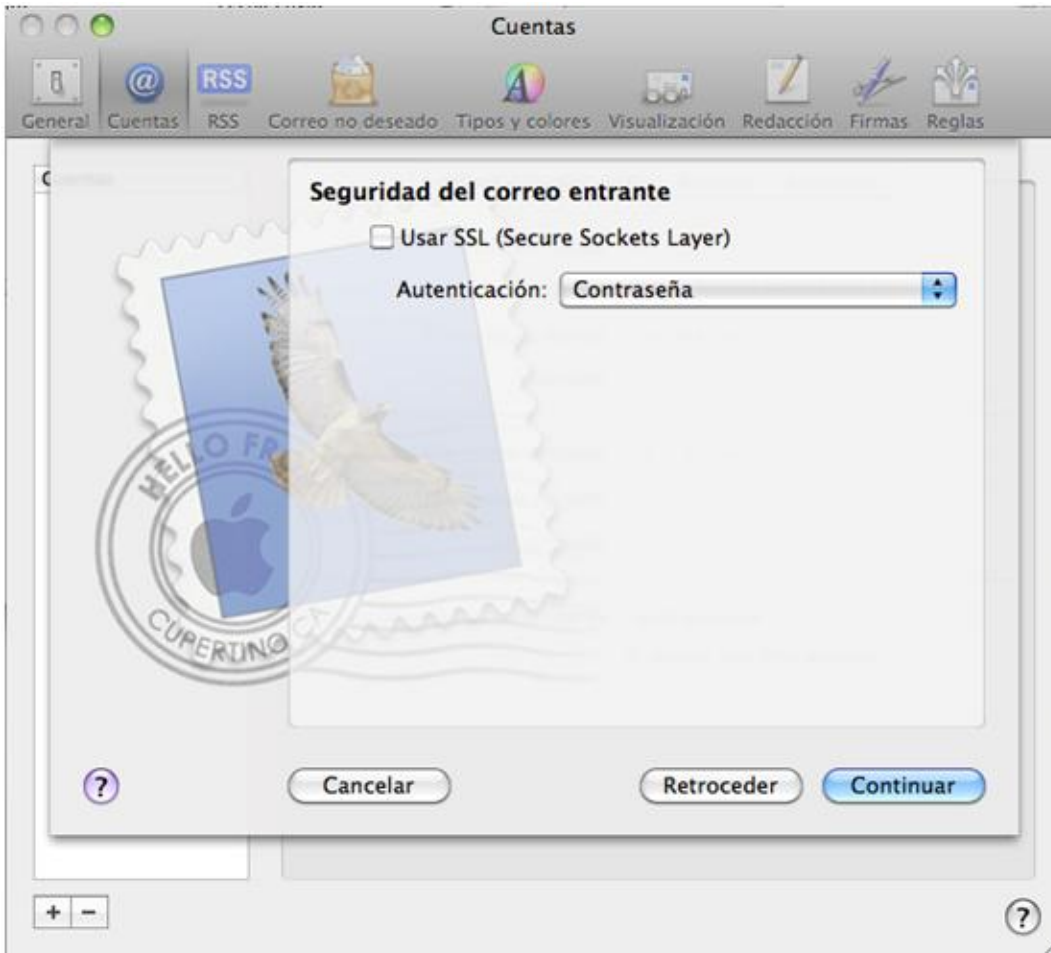 Cuentas
General Cuentas RSS Correo no deseado Tipos y colores Visualización Redacción Firmas Reglas
RSS
Seguridad del correo entrante
Usar SSL (Secure Sockets Layer)
Autenticación: Contraseña
HELLO
CUPERTINO CA
? Cancelar Retroceder Continuar
+ −
?